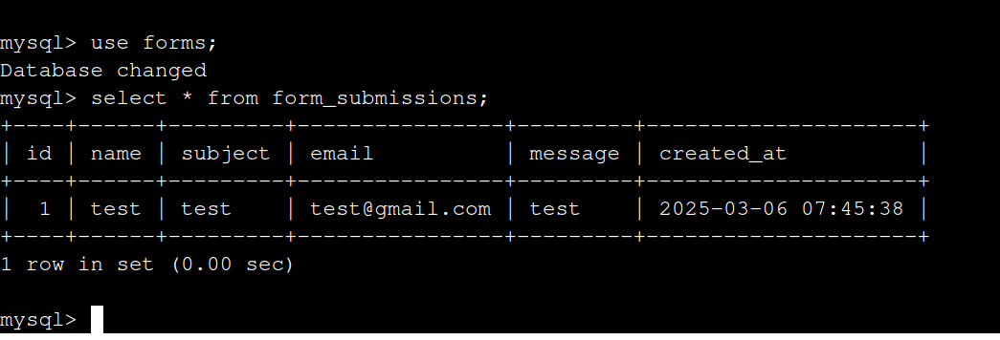 mysql> use forms;
Database changed
mysql> select * from form_submissions;
+----+------+---------+----------------+---------+---------------------+
| id | name | subject | email          | message | created_at          |
+----+------+---------+----------------+---------+---------------------+
|  1 | test | test    | test@gmail.com | test    | 2025-03-06 07:45:38 |
+----+------+---------+----------------+---------+---------------------+
1 row in set (0.00 sec)
mysql>